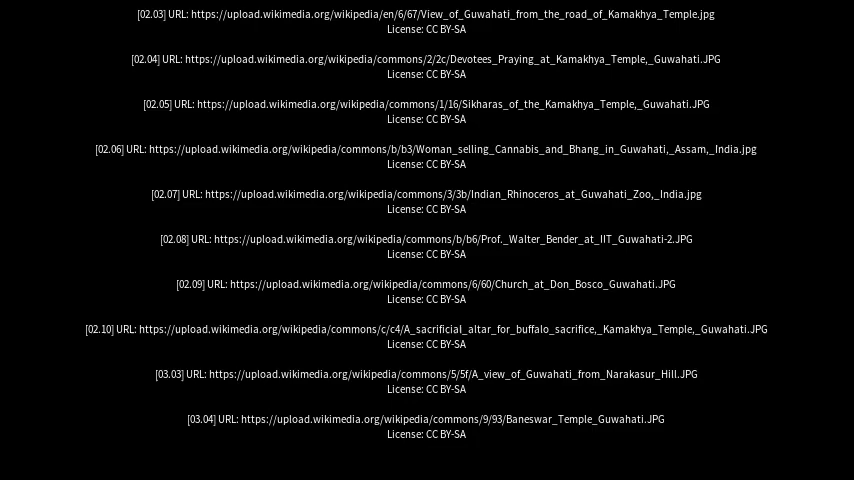 [02.03] URL: https://upload.wikimedia.org/wikipedia/en/6/67/View_of_Guwahati_from_the_road_of_Kamakhya_Temple.jpg
License: CC BY-SA
[02.04] URL: https://upload.wikimedia.org/wikipedia/commons/2/2c/Devotees_Praying_at_Kamakhya_Temple,_Guwahati.JPG
License: CC BY-SA
[02.05] URL: https://upload.wikimedia.org/wikipedia/commons/1/16/Sikharas_of_the_Kamakhya_Temple,_Guwahati.JPG
License: CC BY-SA
[02.06] URL: https://upload.wikimedia.org/wikipedia/commons/b/b3/Woman_selling_Cannabis_and_Bhang_in_Guwahati,_Assam,_India.jpg
License: CC BY-SA
[02.07] URL: https://upload.wikimedia.org/wikipedia/commons/3/3b/Indian_Rhinoceros_at_Guwahati_Zoo,_India.jpg
License: CC BY-SA
[02.08] URL: https://upload.wikimedia.org/wikipedia/commons/b/b6/Prof._Walter_Bender_at_IIT_Guwahati-2.JPG
License: CC BY-SA
[02.09] URL: https://upload.wikimedia.org/wikipedia/commons/6/60/Church_at_Don_Bosco_Guwahati.JPG
License: CC BY-SA
[02.10] URL: https://upload.wikimedia.org/wikipedia/commons/c/c4/A_sacrificial_altar_for_buffalo_sacrifice,_Kamakhya_Temple,_Guwahati.JPG
License: CC BY-SA
[03.03] URL: https://upload.wikimedia.org/wikipedia/commons/5/5f/A_view_of_Guwahati_from_Narakasur_Hill.JPG
License: CC BY-SA
[03.04] URL: https://upload.wikimedia.org/wikipedia/commons/9/93/Baneswar_Temple_Guwahati.JPG
License: CC BY-SA